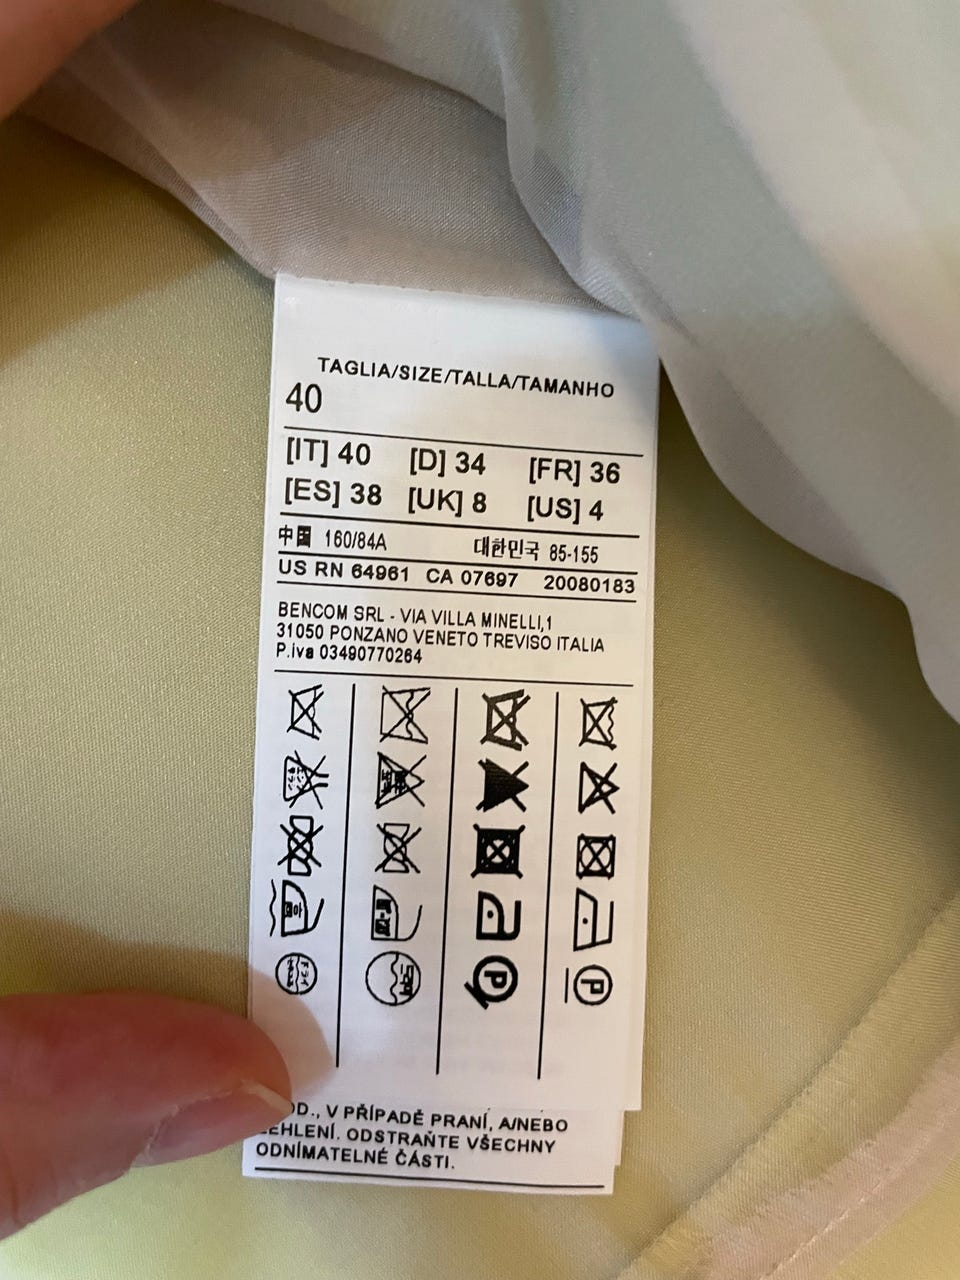 TAGLIA/SIZE/TALLA/TAMANHO
40
[IT] 40 [D] 34 [FR] 36
[ES] 38 [UK] 8 [US] 4
中国 160/84A 대한민국 85-155
US RN 64961 CA 07697 20080183
BENCOM SRL - VIA VILLA MINELLI,1
31050 PONZANO VENETO TREVISO ITALIA
P.iva 03490770264
P P
V PŘÍPADĚ PRANÍ, A/NEBO
ODSTRAŇTE VŠECHNY
ODNÍMATELNÉ ČÁSTI.